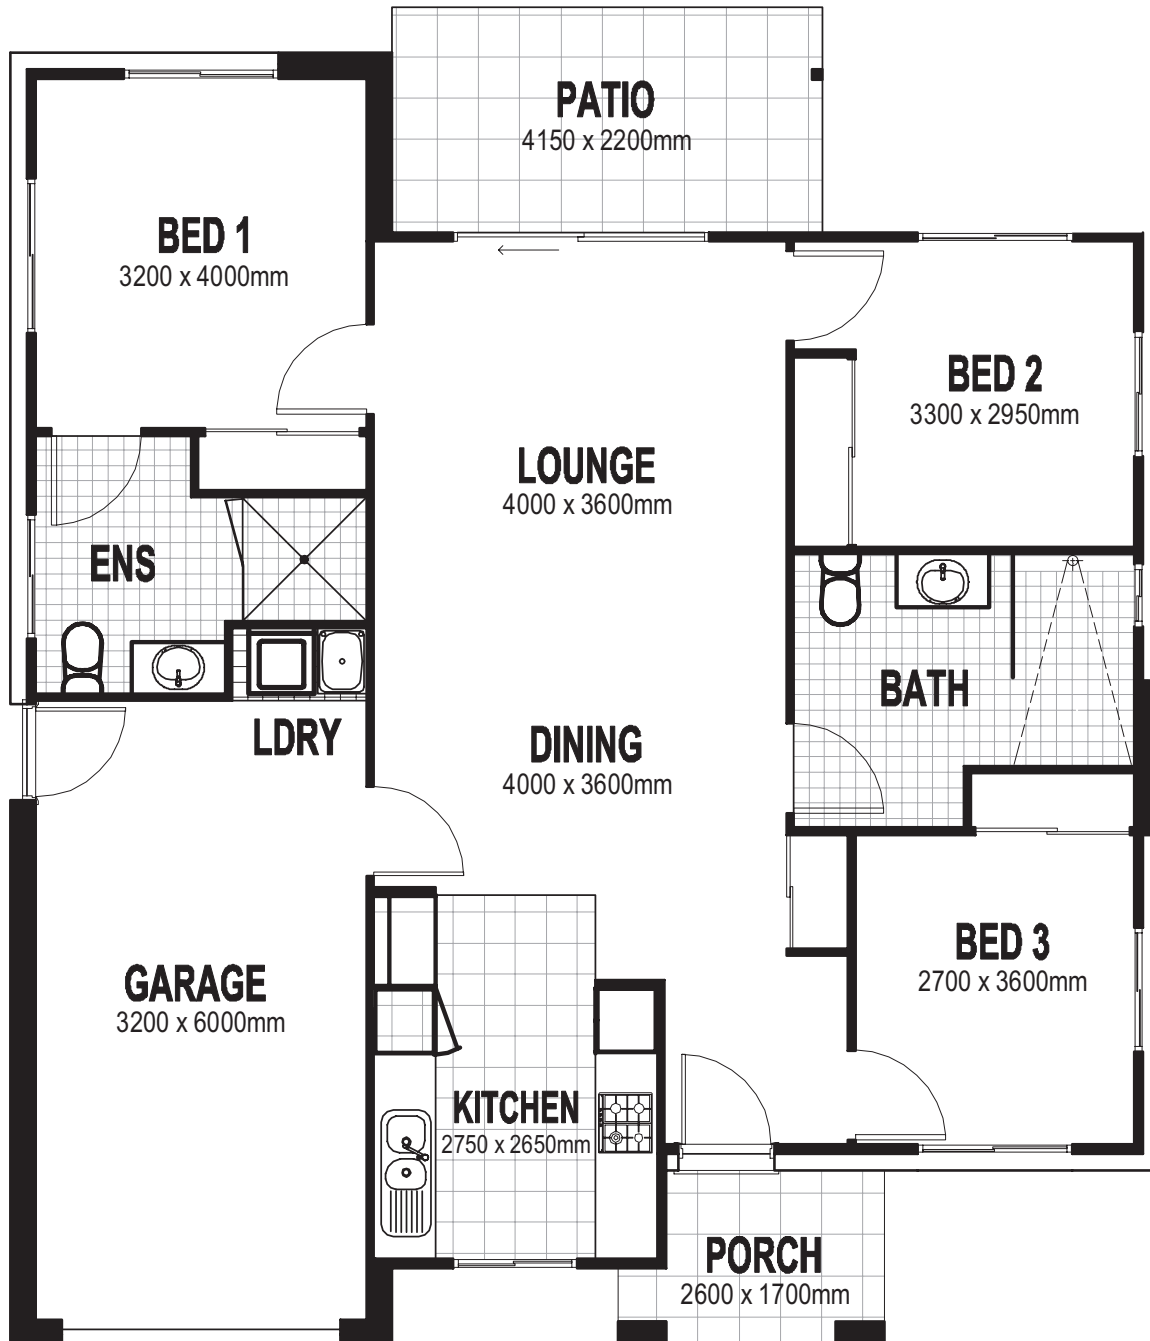 PATIO
4150 x 2200mm
BED 1
3200 x 4000mm
BED 2
3300 x 2950mm
LOUNGE
4000 x 3600mm
ENS
BATH
LDRY
DINING
4000 x 3600mm
BED 3
2700 x 3600mm
GARAGE
3200 x 6000mm
KITCHEN
2750 x 2650mm
PORCH
2600 x 1700mm